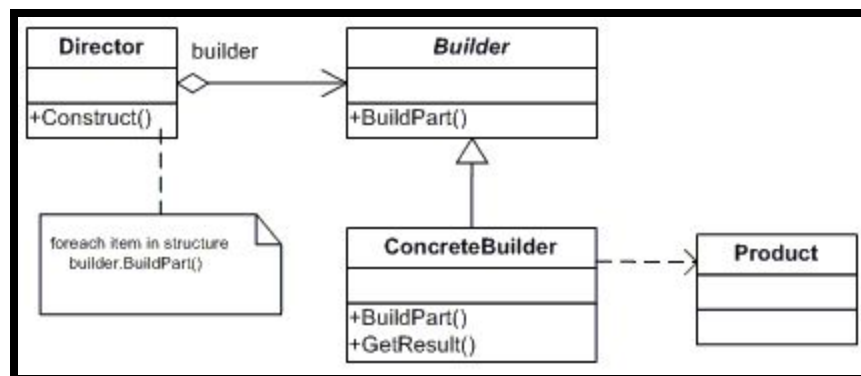 Director
+Construct()
builder
Builder
+BuildPart()
foreach item in structure
builder.BuildPart()
ConcreteBuilder
+BuildPart()
+GetResult()
Product